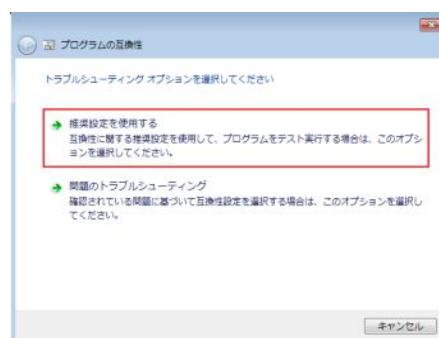 プログラムの互換性
トラブルシューティング オプションを選択してください
推奨設定を使用する
互換性に関する推奨設定を使用して、プログラムをテスト実行する場合は、このオプシ
ョンを選択してください。
問題のトラブルシューティング
確認されている問題に基づいて互換性設定を選択する場合は、このオプションを選択し
てください。
キャンセル